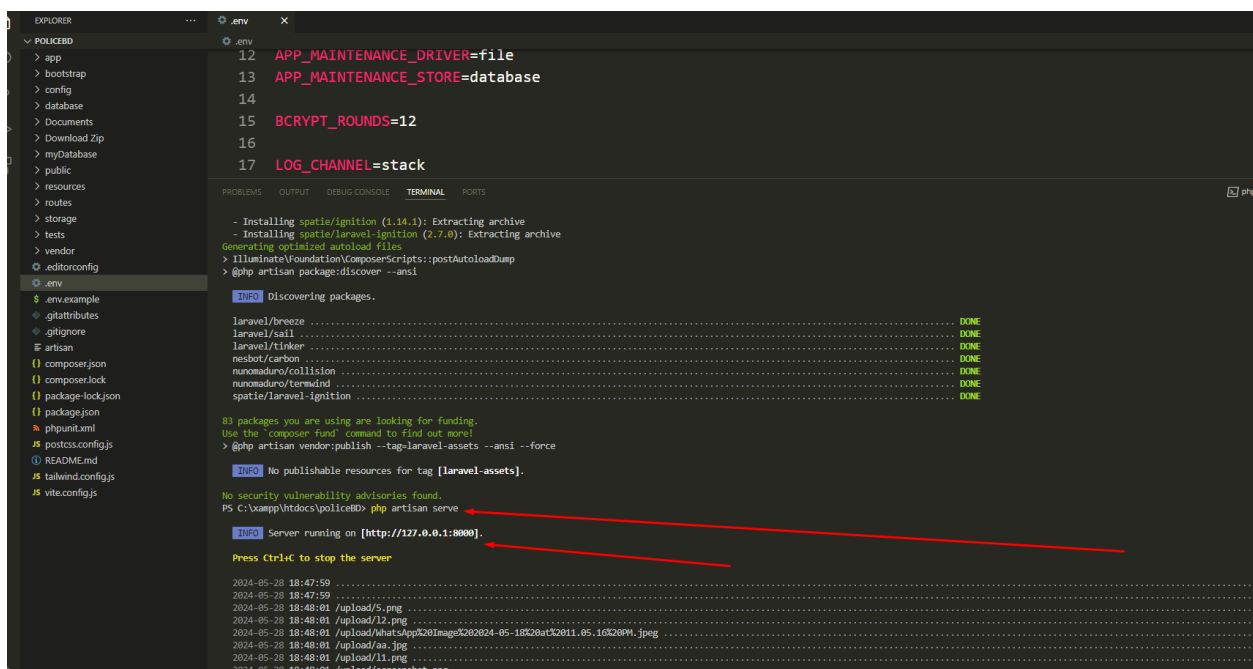 EXPLORER ...
POLICEBD
app
bootstrap
config
database
Documents
Download Zip
myDatabase
public
resources
routes
storage
tests
vendor
.editorconfig
.env
.env.example
.gitattributes
.gitignore
artisan
composer.json
composer.lock
package-lock.json
package.json
phpunit.xml
postcss.config.js
README.md
tailwind.config.js
vite.config.js
.env
.env
12 APP_MAINTENANCE_DRIVER=file
13 APP_MAINTENANCE_STORE=database
14
15 BCRYPT_ROUNDS=12
16
17 LOG_CHANNEL=stack
PROBLEMS OUTPUT DEBUG CONSOLE TERMINAL PORTS php
- Installing spatie/ignition (1.14.1): Extracting archive
- Installing spatie/laravel-ignition (2.7.0): Extracting archive
Generating optimized autoload files
> Illuminate\Foundation\ComposerScripts::postAutoloadDump
> @php artisan package:discover --ansi
INFO Discovering packages.
laravel/breeze ... DONE
laravel/sail ... DONE
laravel/tinker ... DONE
nesbot/carbon ... DONE
nunomaduro/collision ... DONE
nunomaduro/termwind ... DONE
spatie/laravel-ignition ... DONE
83 packages you are using are looking for funding.
Use the `composer fund` command to find out more!
> @php artisan vendor:publish --tag=laravel-assets --ansi --force
INFO No publishable resources for tag [laravel-assets].
No security vulnerability advisories found.
PS C:\xampp\htdocs\policeBD> php artisan serve
INFO Server running on [http://127.0.0.1:8000].
Press Ctrl+C to stop the server
2024-05-28 18:47:59 ...
2024-05-28 18:47:59 ...
2024-05-28 18:48:01 /upload/5.png ...
2024-05-28 18:48:01 /upload/l2.png ...
2024-05-28 18:48:01 /upload/WhatsApp%20Image%202024-05-18%20at%2011.05.16%20PM.jpeg ...
2024-05-28 18:48:01 /upload/aa.jpg ...
2024-05-28 18:48:01 /upload/l1.png ...